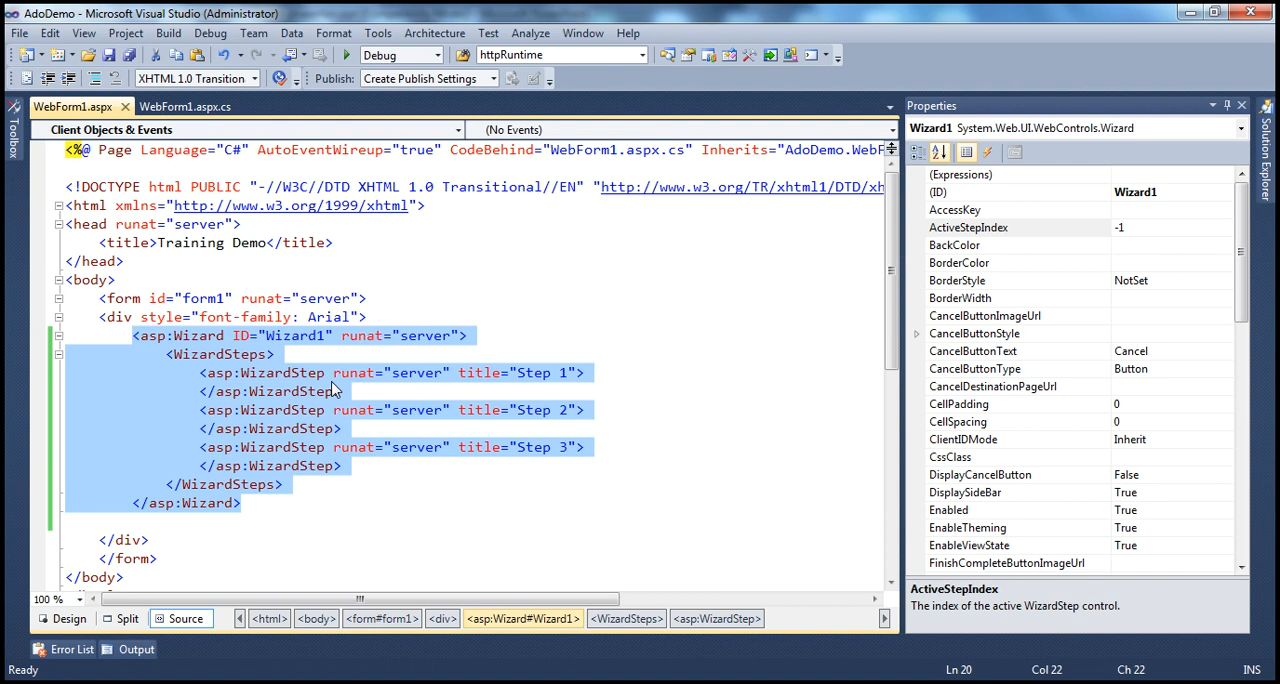 AdoDemo - Microsoft Visual Studio (Administrator)
File Edit View Project Build Debug Team Data Format Tools Architecture Test Analyze Window Help
Debug httpRuntime
XHTML 1.0 Transition Publish: Create Publish Settings
WebForm1.aspx WebForm1.aspx.cs
Client Objects & Events (No Events)
<%@ Page Language="C#" AutoEventWireup="true" CodeBehind="WebForm1.aspx.cs" Inherits="AdoDemo.WebF
<!DOCTYPE html PUBLIC "-//W3C//DTD XHTML 1.0 Transitional//EN" "http://www.w3.org/TR/xhtml1/DTD/xh
<html xmlns="http://www.w3.org/1999/xhtml">
<head runat="server">
<title>Training Demo</title>
</head>
<body>
<form id="form1" runat="server">
<div style="font-family: Arial">
<asp:Wizard ID="Wizard1" runat="server">
<WizardSteps>
<asp:WizardStep runat="server" title="Step 1">
</asp:WizardStep>
<asp:WizardStep runat="server" title="Step 2">
</asp:WizardStep>
<asp:WizardStep runat="server" title="Step 3">
</asp:WizardStep>
</WizardSteps>
</asp:Wizard>
</div>
</form>
</body>
100 %
Design Split Source <html> <body> <form#form1> <div> <asp:Wizard#Wizard1> <WizardSteps> <asp:WizardStep>
Toolbox
Properties
Wizard1 System.Web.UI.WebControls.Wizard
(Expressions)
(ID) Wizard1
AccessKey
ActiveStepIndex -1
BackColor
BorderColor
BorderStyle NotSet
BorderWidth
CancelButtonImageUrl
CancelButtonStyle
CancelButtonText Cancel
CancelButtonType Button
CancelDestinationPageUrl
CellPadding 0
CellSpacing 0
ClientIDMode Inherit
CssClass
DisplayCancelButton False
DisplaySideBar True
Enabled True
EnableTheming True
EnableViewState True
FinishCompleteButtonImageUrl
ActiveStepIndex
The index of the active WizardStep control.
Solution Explorer
Error List Output
Ready Ln 20 Col 22 Ch 22 INS